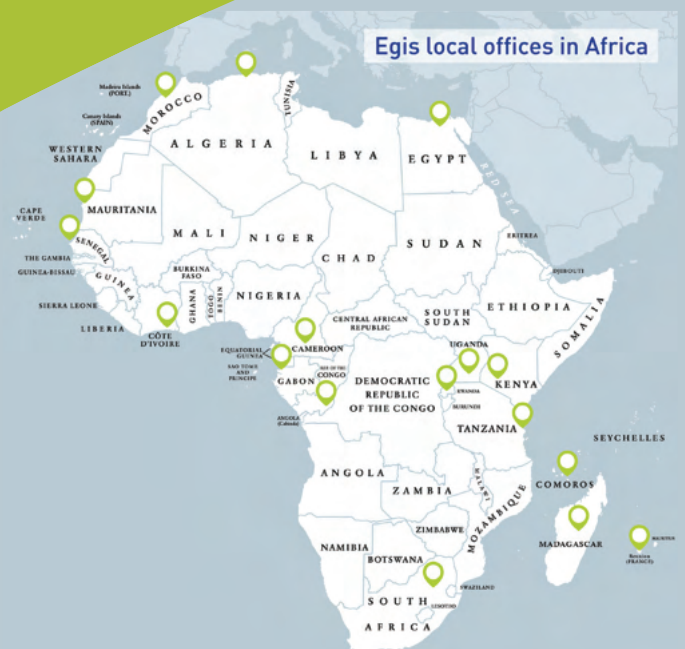 Egis local offices in Africa
Madeira Islands
(PORT.)
Canary Islands
(SPAIN)
MOROCCO
TUNISIA
ALGERIA
LIBYA
EGYPT
WESTERN
SAHARA
RED SEA
CAPE
VERDE
MAURITANIA
MALI
NIGER
CHAD
SUDAN
ERITREA
SENEGAL
THE GAMBIA
GUINEA-BISSAU
GUINEA
BURKINA
FASO
DJIBOUTI
SIERRA LEONE
LIBERIA
CÔTE
D'IVOIRE
GHANA
TOGO
BENIN
NIGERIA
CENTRAL AFRICAN
REPUBLIC
SOUTH
SUDAN
ETHIOPIA
SOMALIA
CAMEROON
EQUATORIAL
GUINEA
SAO TOME
AND
PRINCIPE
GABON
REP. OF THE
CONGO
DEMOCRATIC
REPUBLIC
OF THE CONGO
UGANDA
KENYA
RWANDA
BURUNDI
ANGOLA
(Cabinda)
TANZANIA
SEYCHELLES
COMOROS
ANGOLA
ZAMBIA
MALAWI
MOZAMBIQUE
ZIMBABWE
MADAGASCAR
Reunion
(FRANCE)
NAMIBIA
BOTSWANA
SWAZILAND
LESOTHO
SOUTH
AFRICA